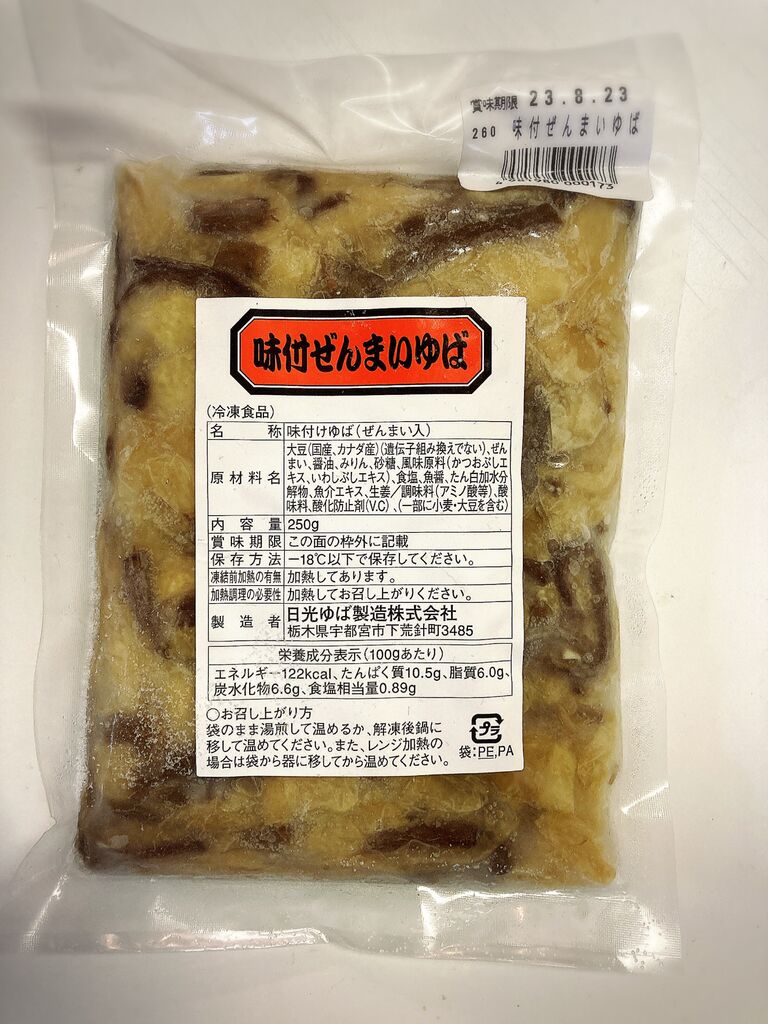 賞味期限 23.8.23
260 味付ぜんまいゆば
味付ぜんまいゆば
(冷凍食品)
名称 味付けゆば(ぜんまい入)
原材料名 大豆(国産、カナダ産)(遺伝子組み換えでない)、ぜん
まい、醤油、みりん、砂糖、風味原料(かつおぶしエ
キス、いわしぶしエキス)、食塩、魚醤、たん白加水分
解物、魚介エキス、生姜/調味料(アミノ酸等)、酸
味料、酸化防止剤(V.C)、(一部に小麦・大豆を含む)
内容量 250g
賞味期限 この面の枠外に記載
保存方法 −18℃以下で保存してください。
凍結前加熱の有無 加熱してあります。
加熱調理の必要性 加熱してお召し上がりください。
製造者 日光ゆば製造株式会社
栃木県宇都宮市下荒針町3485
栄養成分表示(100gあたり)
エネルギー122kcal、たんぱく質10.5g、脂質6.0g、
炭水化物6.6g、食塩相当量0.89g
○お召し上がり方
袋のまま湯煎して温めるか、解凍後鍋に
移して温めてください。また、レンジ加熱の
場合は袋から器に移してから温めてください。
プラ
袋:PE,PA